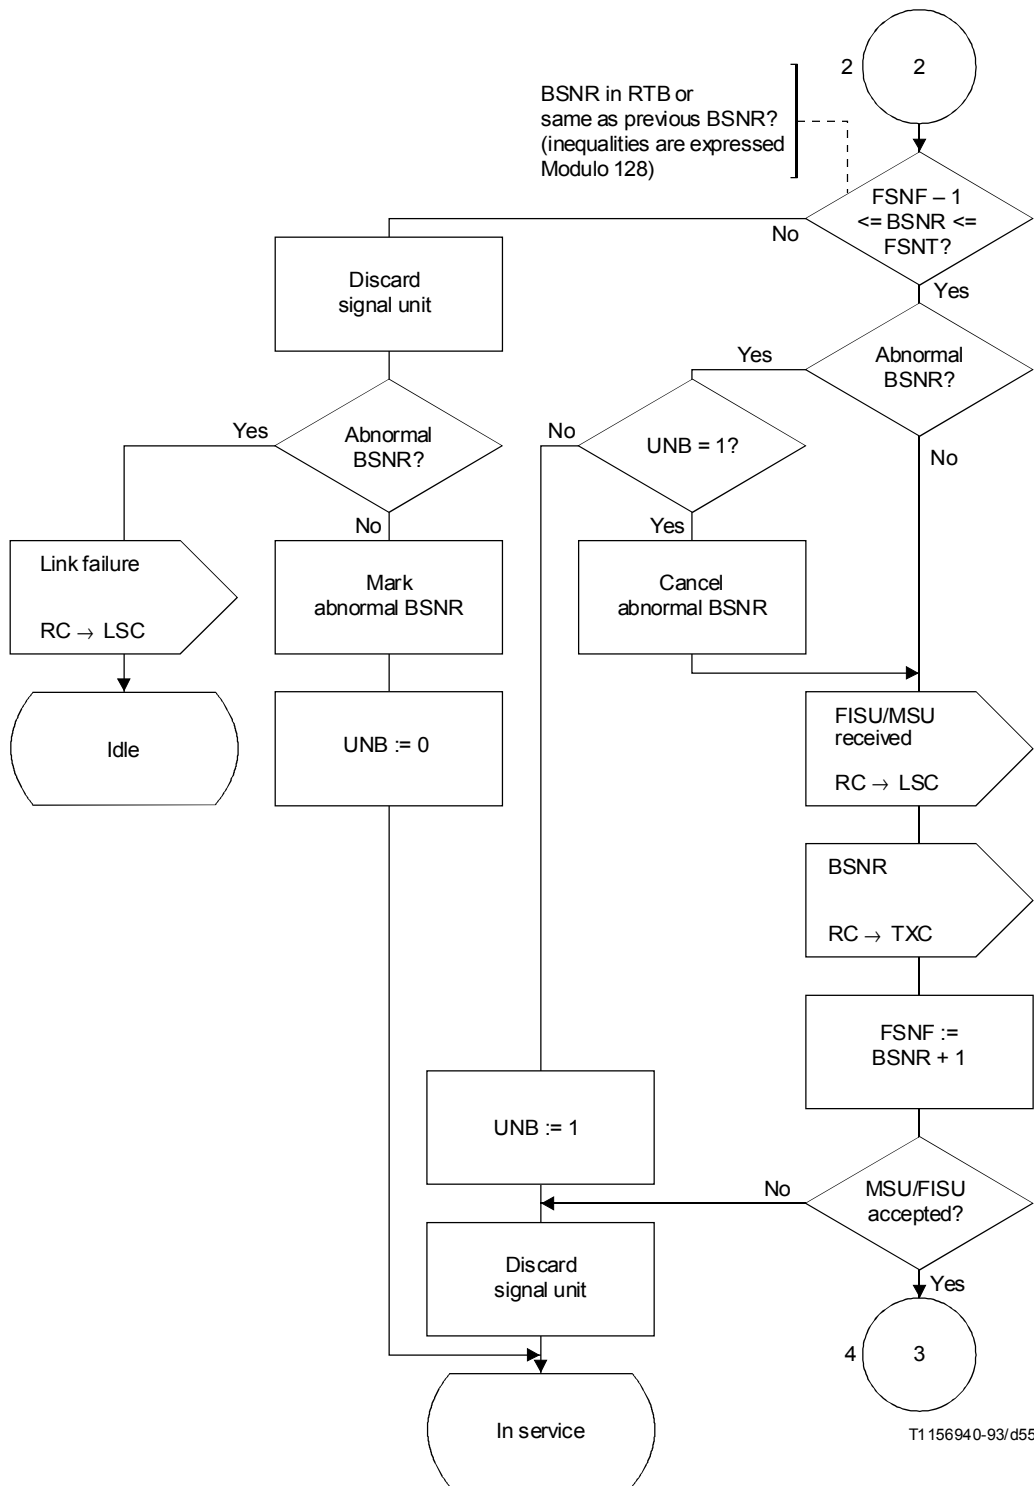 2
2
BSNR in RTB or
same as previous BSNR?
(inequalities are expressed
Modulo 128)
FSNF – 1
<= BSNR <=
FSNT?
No
Yes
Discard
signal unit
Abnormal
BSNR?
Yes
No
Abnormal
BSNR?
Yes
No
UNB = 1?
No
Yes
Link failure
RC → LSC
Mark
abnormal BSNR
Cancel
abnormal BSNR
Idle
UNB := 0
FISU/MSU
received
RC → LSC
BSNR
RC → TXC
FSNF :=
BSNR + 1
UNB := 1
MSU/FISU
accepted?
No
Yes
Discard
signal unit
4
3
In service
T1156940-93/d55